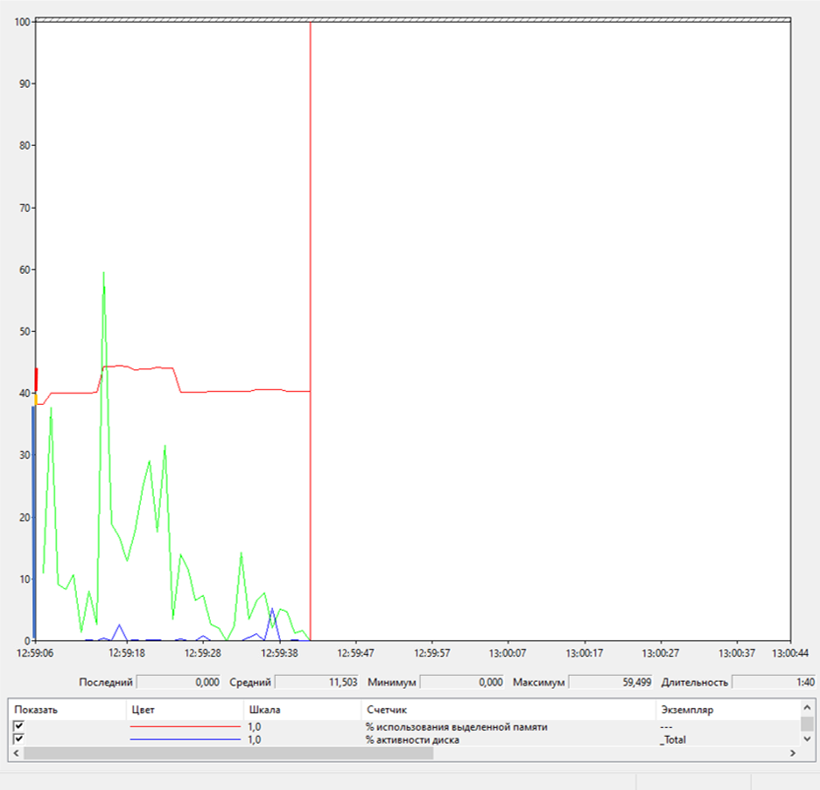 100
90
80
70
60
50
40
30
20
10
0
12:59:06 12:59:18 12:59:28 12:59:38 12:59:47 12:59:57 13:00:07 13:00:17 13:00:27 13:00:37 13:00:44
Последний 0,000 Средний 11,503 Минимум 0,000 Максимум 59,499 Длительность 1:40
Показать Цвет Шкала Счетчик Экземпляр
1,0 % использования выделенной памяти ---
1,0 % активности диска _Total